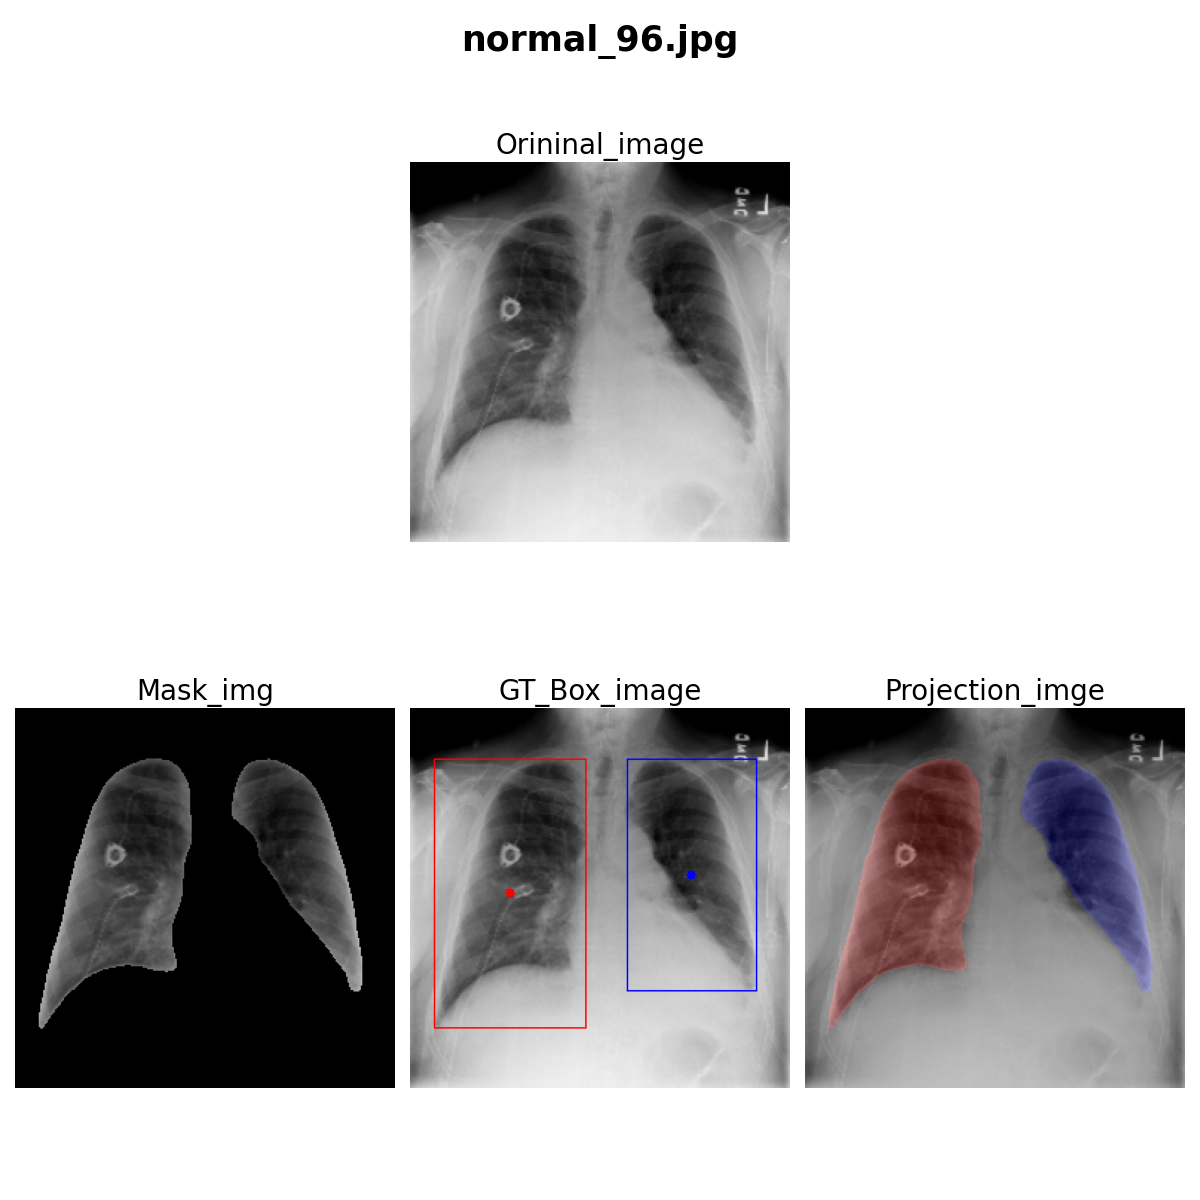 normal_96.jpg
Orininal_image
L
Mask_img
GT_Box_image
Projection_imge
L
L